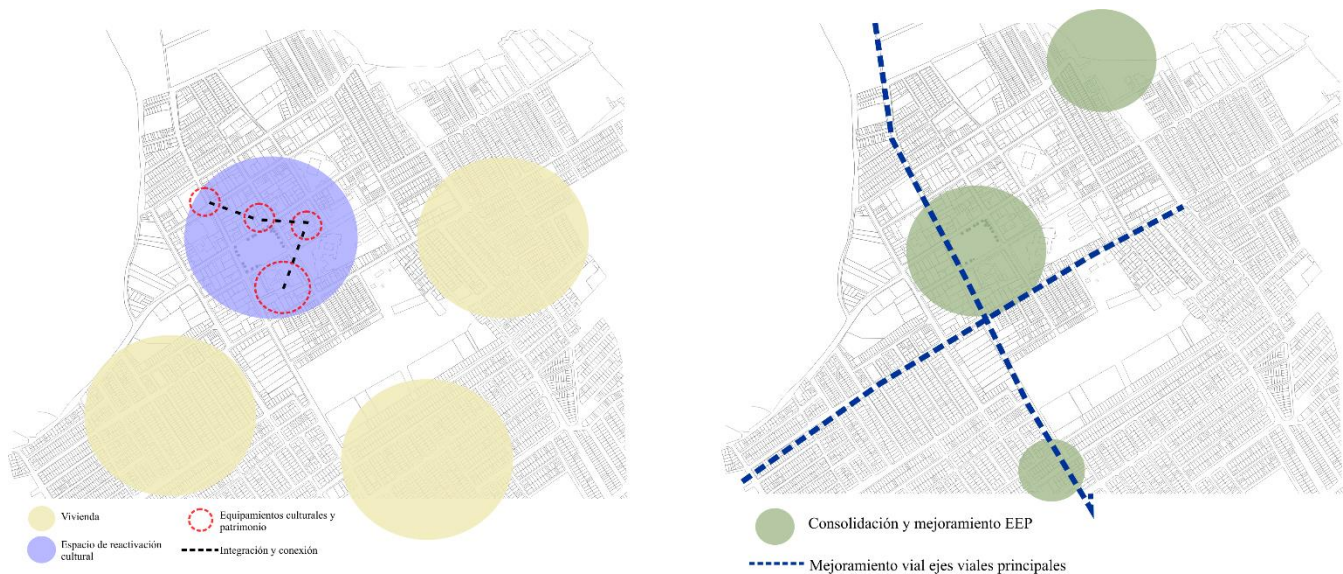 Vivienda
Espacio de reactivación
cultural
Equipamientos culturales y
patrimonio
Integración y conexión
Consolidación y mejoramiento EEP
Mejoramiento vial ejes viales principales